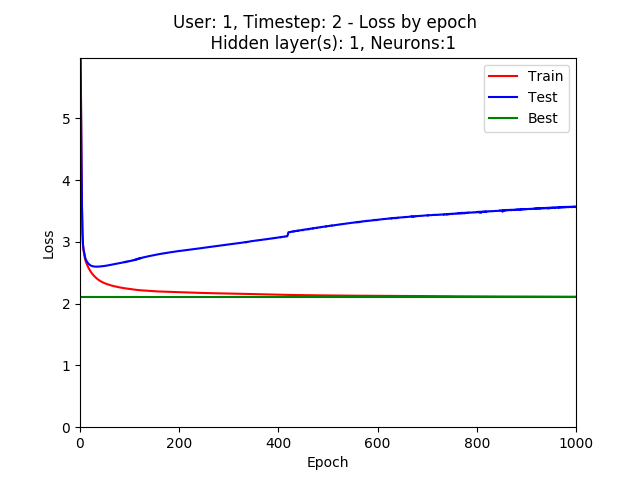 User: 1, Timestep: 2 - Loss by epoch
Hidden layer(s): 1, Neurons:1
Train
Test
Best
5
4
3
2
1
0
Loss
0 200 400 600 800 1000
Epoch